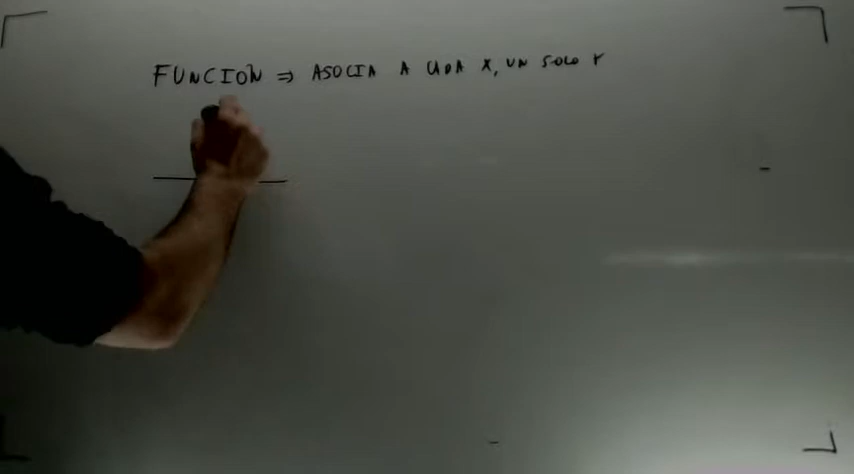 FUNCION ⇒ ASOCIA A CADA X, UN SOLO Y